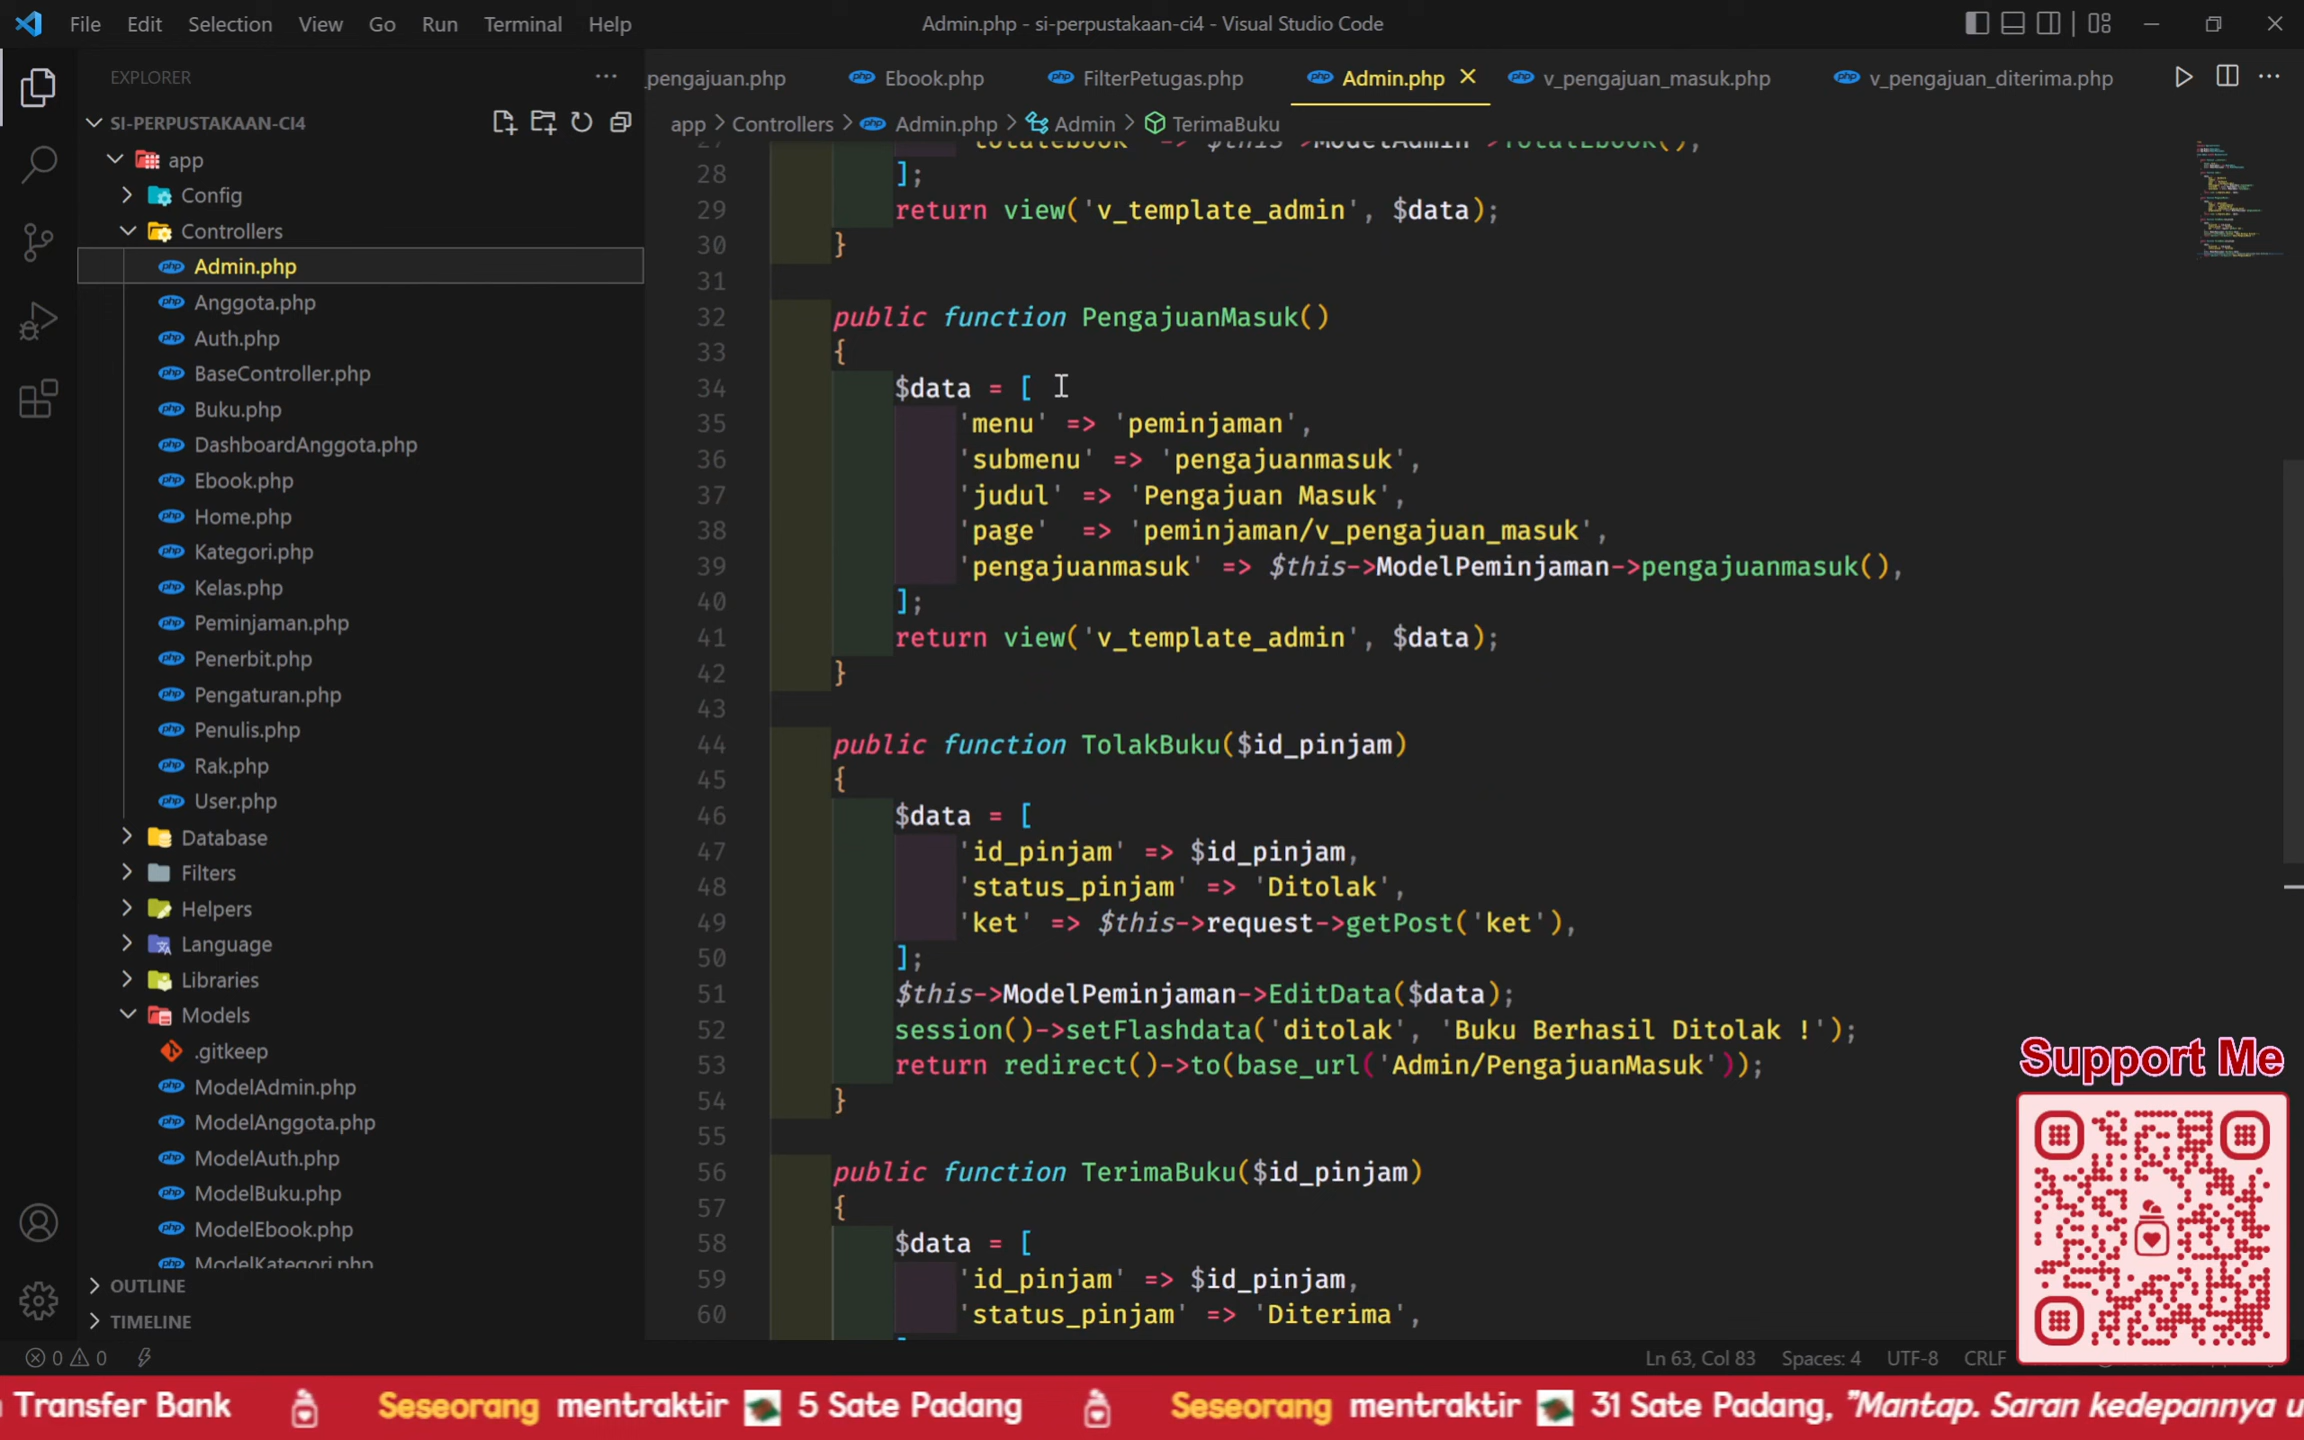 File Edit Selection View Go Run Terminal Help
Admin.php - si-perpustakaan-ci4 - Visual Studio Code
EXPLORER
SI-PERPUSTAKAAN-CI4
app
Config
Controllers
Admin.php
Anggota.php
Auth.php
BaseController.php
Buku.php
DashboardAnggota.php
Ebook.php
Home.php
Kategori.php
Kelas.php
Peminjaman.php
Penerbit.php
Pengaturan.php
Penulis.php
Rak.php
User.php
Database
Filters
Helpers
Language
Libraries
Models
.gitkeep
ModelAdmin.php
ModelAnggota.php
ModelAuth.php
ModelBuku.php
ModelEbook.php
ModelKategori.php
OUTLINE
TIMELINE
_pengajuan.php Ebook.php FilterPetugas.php Admin.php v_pengajuan_masuk.php v_pengajuan_diterima.php
app > Controllers > Admin.php > Admin > TerimaBuku
27 'totalebook' => $this->ModelAdmin->TotalEbook(),
28 ];
29 return view('v_template_admin', $data);
30 }
31
32 public function PengajuanMasuk()
33 {
34 $data = [
35 'menu' => 'peminjaman',
36 'submenu' => 'pengajuanmasuk',
37 'judul' => 'Pengajuan Masuk',
38 'page' => 'peminjaman/v_pengajuan_masuk',
39 'pengajuanmasuk' => $this->ModelPeminjaman->pengajuanmasuk(),
40 ];
41 return view('v_template_admin', $data);
42 }
43
44 public function TolakBuku($id_pinjam)
45 {
46 $data = [
47 'id_pinjam' => $id_pinjam,
48 'status_pinjam' => 'Ditolak',
49 'ket' => $this->request->getPost('ket'),
50 ];
51 $this->ModelPeminjaman->EditData($data);
52 session()->setFlashdata('ditolak', 'Buku Berhasil Ditolak !');
53 return redirect()->to(base_url('Admin/PengajuanMasuk'));
54 }
55
56 public function TerimaBuku($id_pinjam)
57 {
58 $data = [
59 'id_pinjam' => $id_pinjam,
60 'status_pinjam' => 'Diterima',
Support Me
0 0
Ln 63, Col 83 Spaces: 4 UTF-8 CRLF
Transfer Bank Seseorang mentraktir 5 Sate Padang Seseorang mentraktir 31 Sate Padang, "Mantap. Saran kedepannya u